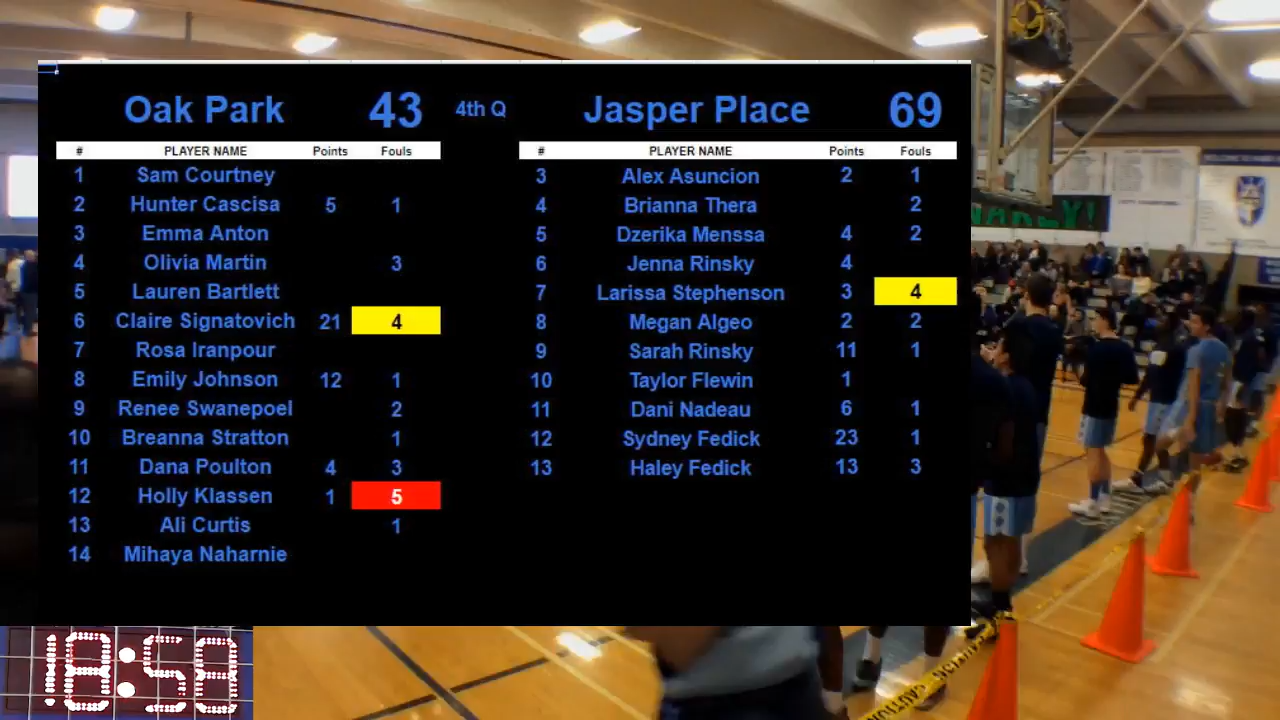 Oak Park 43 4th Q Jasper Place 69
# PLAYER NAME Points Fouls # PLAYER NAME Points Fouls
1 Sam Courtney 3 Alex Asuncion 2 1
2 Hunter Cascisa 5 1 4 Brianna Thera 2
3 Emma Anton 5 Dzerika Menssa 4 2
4 Olivia Martin 3 6 Jenna Rinsky 4
5 Lauren Bartlett 7 Larissa Stephenson 3 4
6 Claire Signatovich 21 4 8 Megan Algeo 2 2
7 Rosa Iranpour 9 Sarah Rinsky 11 1
8 Emily Johnson 12 1 10 Taylor Flewin 1
9 Renee Swanepoel 2 11 Dani Nadeau 6 1
10 Breanna Stratton 1 12 Sydney Fedick 23 1
11 Dana Poulton 4 3 13 Haley Fedick 13 3
12 Holly Klassen 1 5
13 Ali Curtis 1
14 Mihaya Naharnie
18:58
CAUTION